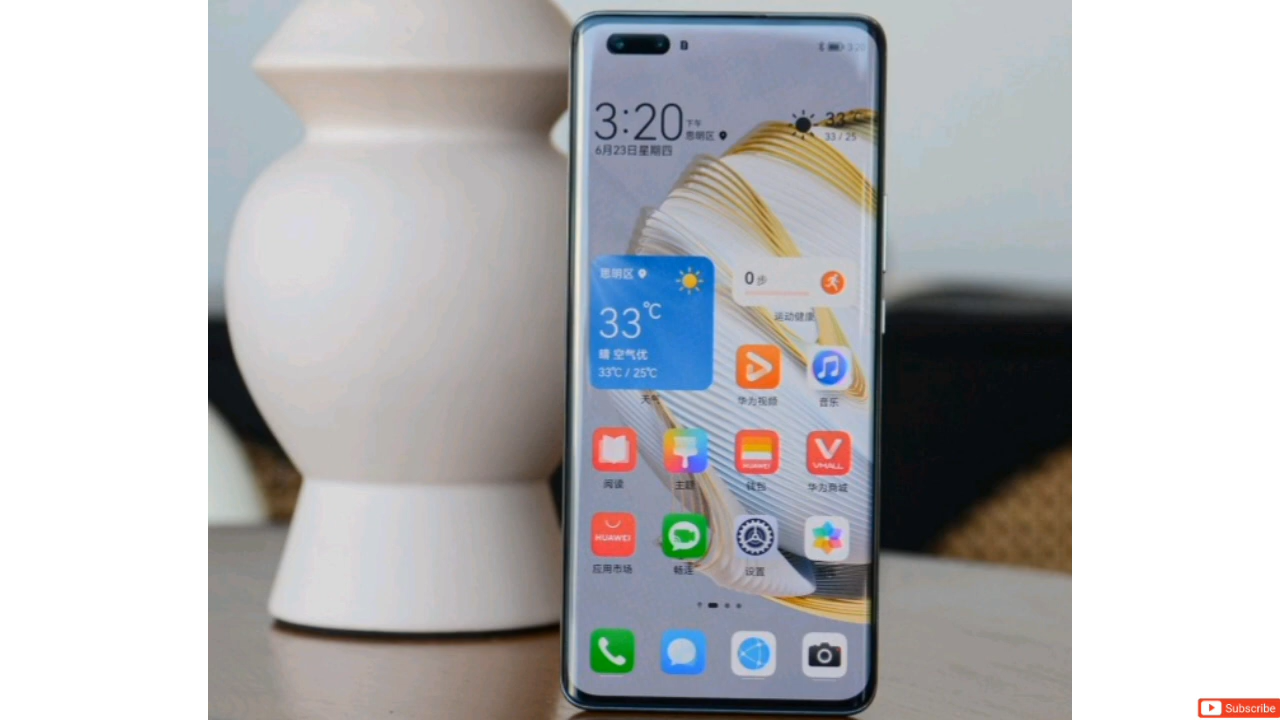 3:20
3:20
下午
思明区
6月23日星期四
33°C
33 / 25
思明区
33℃
晴 空气优
33℃ / 25℃
天气
0步
运动健康
华为视频
音乐
HUAWEI
VMALL
阅读
主题
钱包
华为商城
HUAWEI
应用市场
畅连
设置
Subscribe